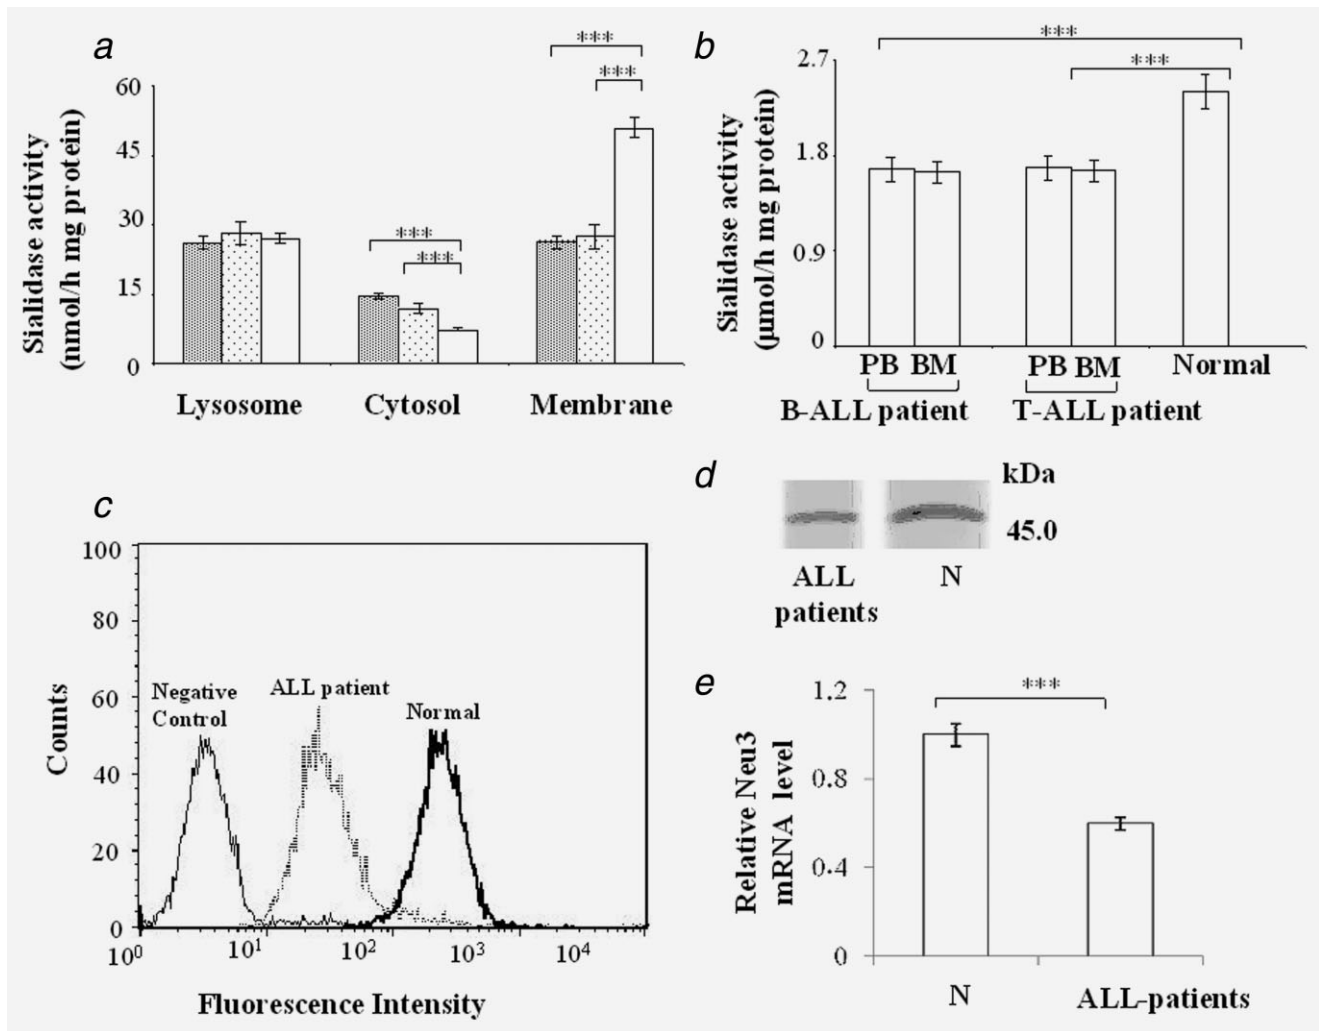 a
***
***
60
45
30
15
0
Sialidase activity
(nmol/h mg protein)
***
***
Lysosome
Cytosol
Membrane
b
***
***
2.7
1.8
0.9
0
Sialidase activity
(µmol/h mg protein)
PB BM
PB BM
Normal
B-ALL patient
T-ALL patient
c
100
80
60
40
20
0
Counts
Negative
Control
ALL patient
Normal
10⁰
10¹
10²
10³
10⁴
Fluorescence Intensity
d
kDa
45.0
ALL
patients
N
e
***
1.2
0.8
0.4
0
Relative Neu3
mRNA level
N
ALL-patients